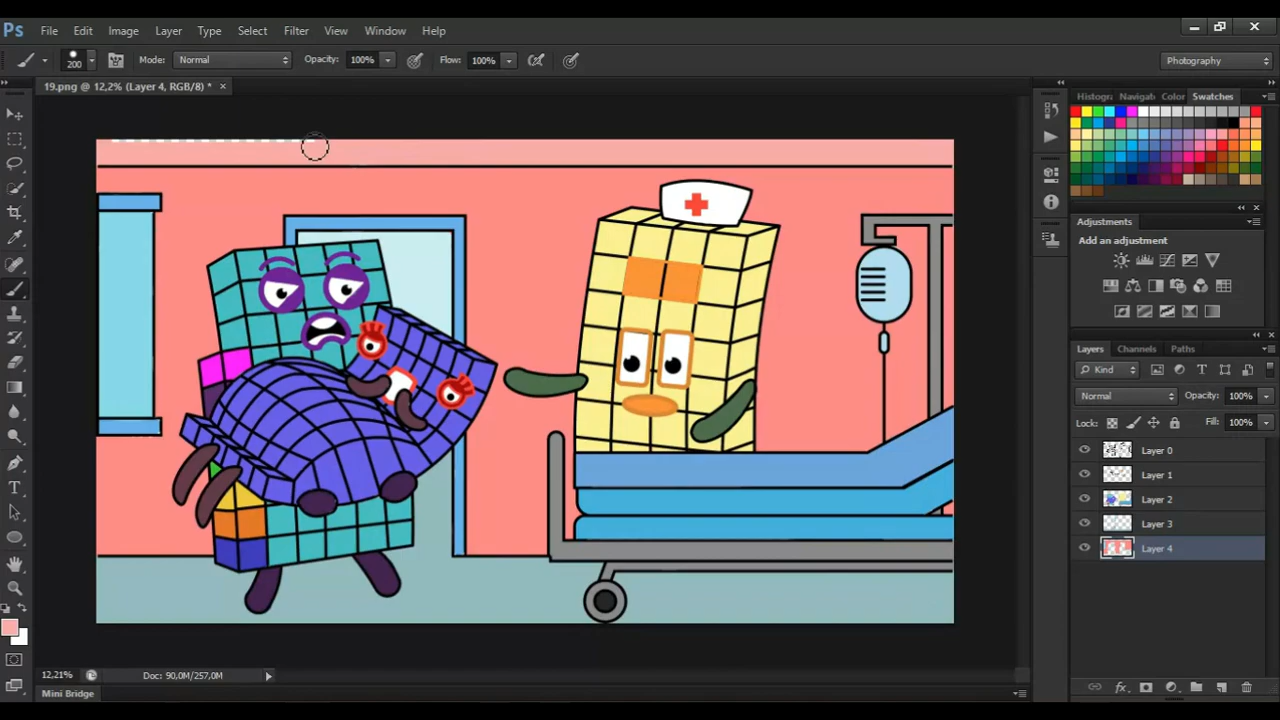 Ps File Edit Image Layer Type Select Filter View Window Help
200 Mode: Normal Opacity: 100% Flow: 100% Photography
19.png @ 12,2% (Layer 4, RGB/8) * ×
Histogr Navigat Color Swatches
Adjustments
Add an adjustment
Layers Channels Paths
Kind
Normal Opacity: 100%
Lock: Fill: 100%
Layer 0
Layer 1
Layer 2
Layer 3
Layer 4
12,21% Doc: 90,0M/257,0M
Mini Bridge